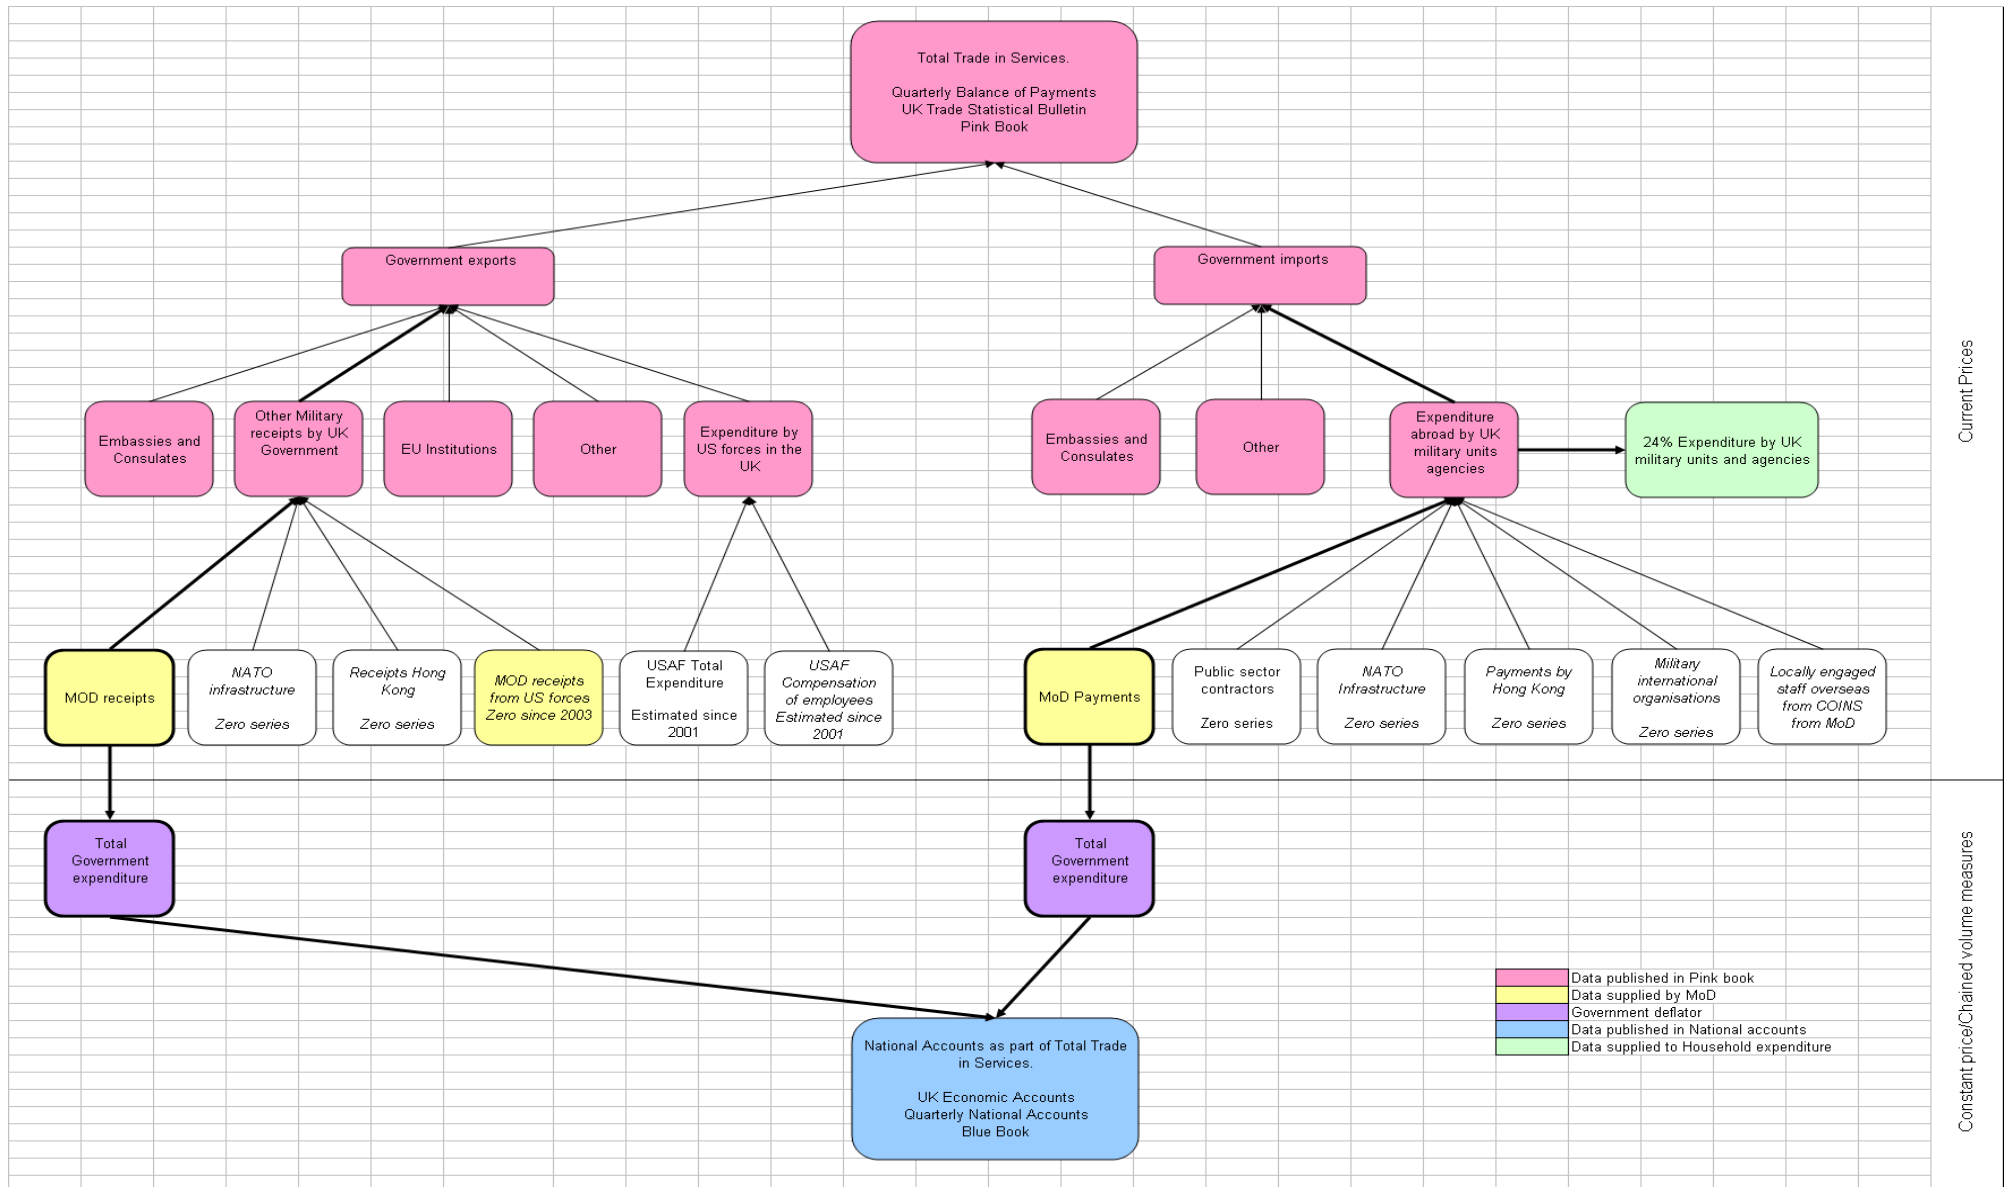 Total Trade in Services.
Quarterly Balance of Payments
UK Trade Statistical Bulletin
Pink Book
Government exports
Government imports
Embassies and
Consulates
Other Military
receipts by UK
Government
EU Institutions
Other
Expenditure by
US forces in the
UK
Embassies and
Consulates
Other
Expenditure
abroad by UK
military units
agencies
24% Expenditure by UK
military units and agencies
Current Prices
MOD receipts
NATO
infrastructure
Zero series
Receipts Hong
Kong
Zero series
MOD receipts
from US forces
Zero since 2003
USAF Total
Expenditure
Estimated since
2001
USAF
Compensation
of employees
Estimated since
2001
MoD Payments
Public sector
contractors
Zero series
NATO
Infrastructure
Zero series
Payments by
Hong Kong
Zero series
Military
international
organisations
Zero series
Locally engaged
staff overseas
from COINS
from MoD
Total
Government
expenditure
Total
Government
expenditure
Constant price/Chained volume measures
Data published in Pink book
Data supplied by MoD
Government deflator
Data published in National accounts
Data supplied to Household expenditure
National Accounts as part of Total Trade
in Services.
UK Economic Accounts
Quarterly National Accounts
Blue Book